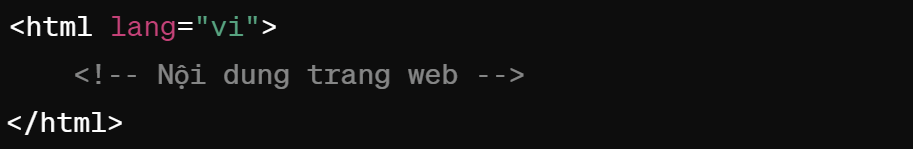 <html lang="vi">
<!-- Nội dung trang web -->
</html>